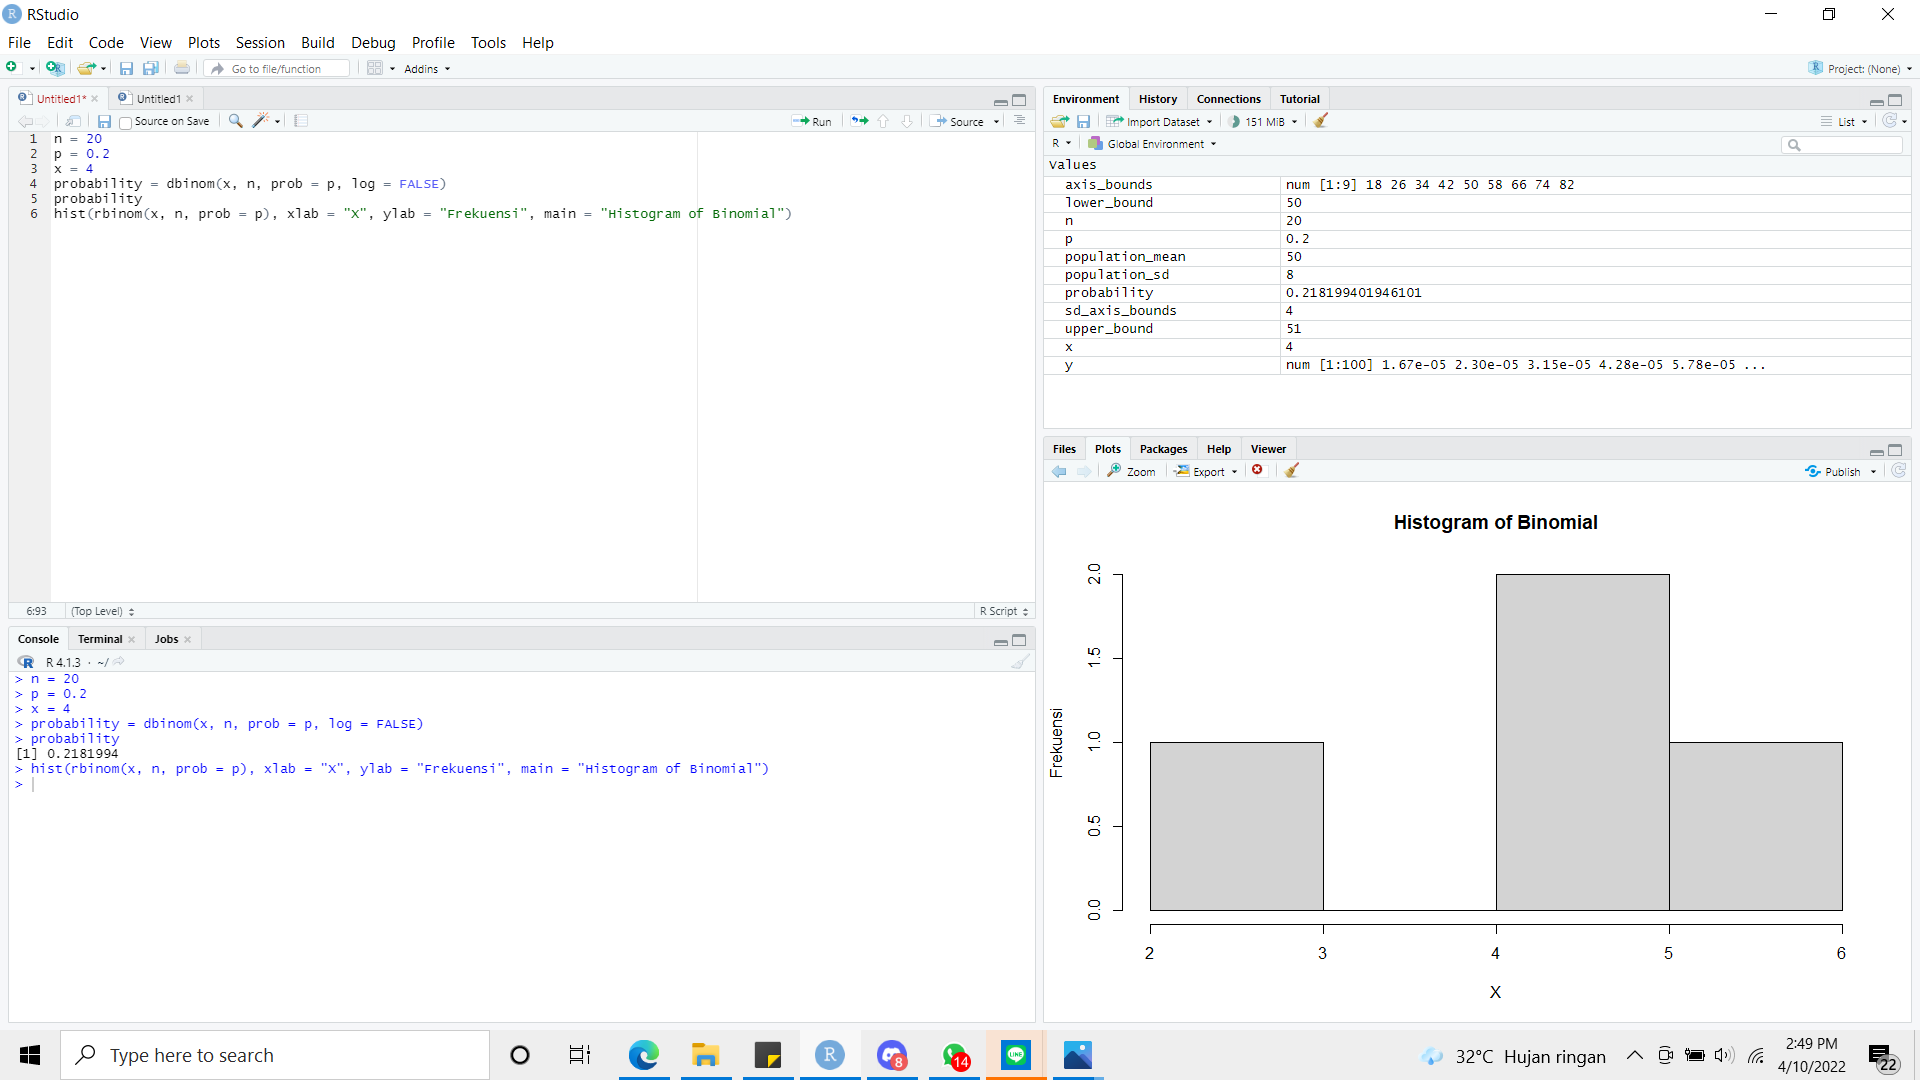 RStudio
File Edit Code View Plots Session Build Debug Profile Tools Help
Go to file/function Addins Project: (None)
Untitled1* Untitled1
Source on Save Run Source
1 n = 20
2 p = 0.2
3 x = 4
4 probability = dbinom(x, n, prob = p, log = FALSE)
5 probability
6 hist(rbinom(x, n, prob = p), xlab = "X", ylab = "Frekuensi", main = "Histogram of Binomial")
6:93 (Top Level) R Script
Console Terminal Jobs
R 4.1.3 · ~/
> n = 20
> p = 0.2
> x = 4
> probability = dbinom(x, n, prob = p, log = FALSE)
> probability
[1] 0.2181994
> hist(rbinom(x, n, prob = p), xlab = "X", ylab = "Frekuensi", main = "Histogram of Binomial")
>
Environment History Connections Tutorial
Import Dataset 151 MiB List
R Global Environment
Values
axis_bounds num [1:9] 18 26 34 42 50 58 66 74 82
lower_bound 50
n 20
p 0.2
population_mean 50
population_sd 8
probability 0.218199401946101
sd_axis_bounds 4
upper_bound 51
x 4
y num [1:100] 1.67e-05 2.30e-05 3.15e-05 4.28e-05 5.78e-05 ...
Files Plots Packages Help Viewer
Zoom Export Publish
Histogram of Binomial
Frekuensi
2.0
1.5
1.0
0.5
0.0
2 3 4 5 6
X
Type here to search
R 8 14 LINE
32°C Hujan ringan
2:49 PM
4/10/2022
22